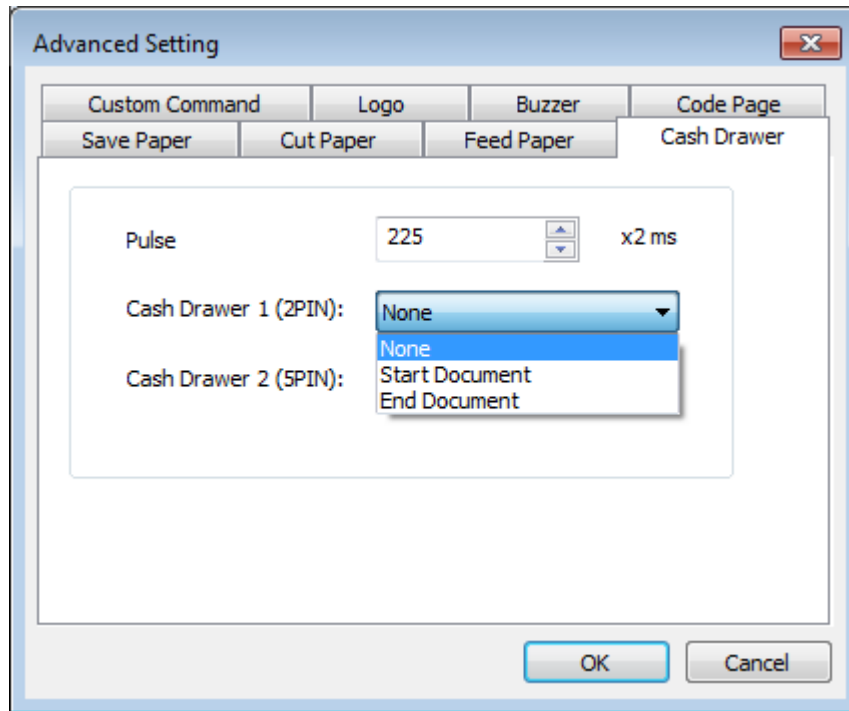 Advanced Setting
Custom Command Logo Buzzer Code Page
Save Paper Cut Paper Feed Paper Cash Drawer
Pulse 225 x2 ms
Cash Drawer 1 (2PIN): None
None
Cash Drawer 2 (5PIN): Start Document
End Document
OK Cancel